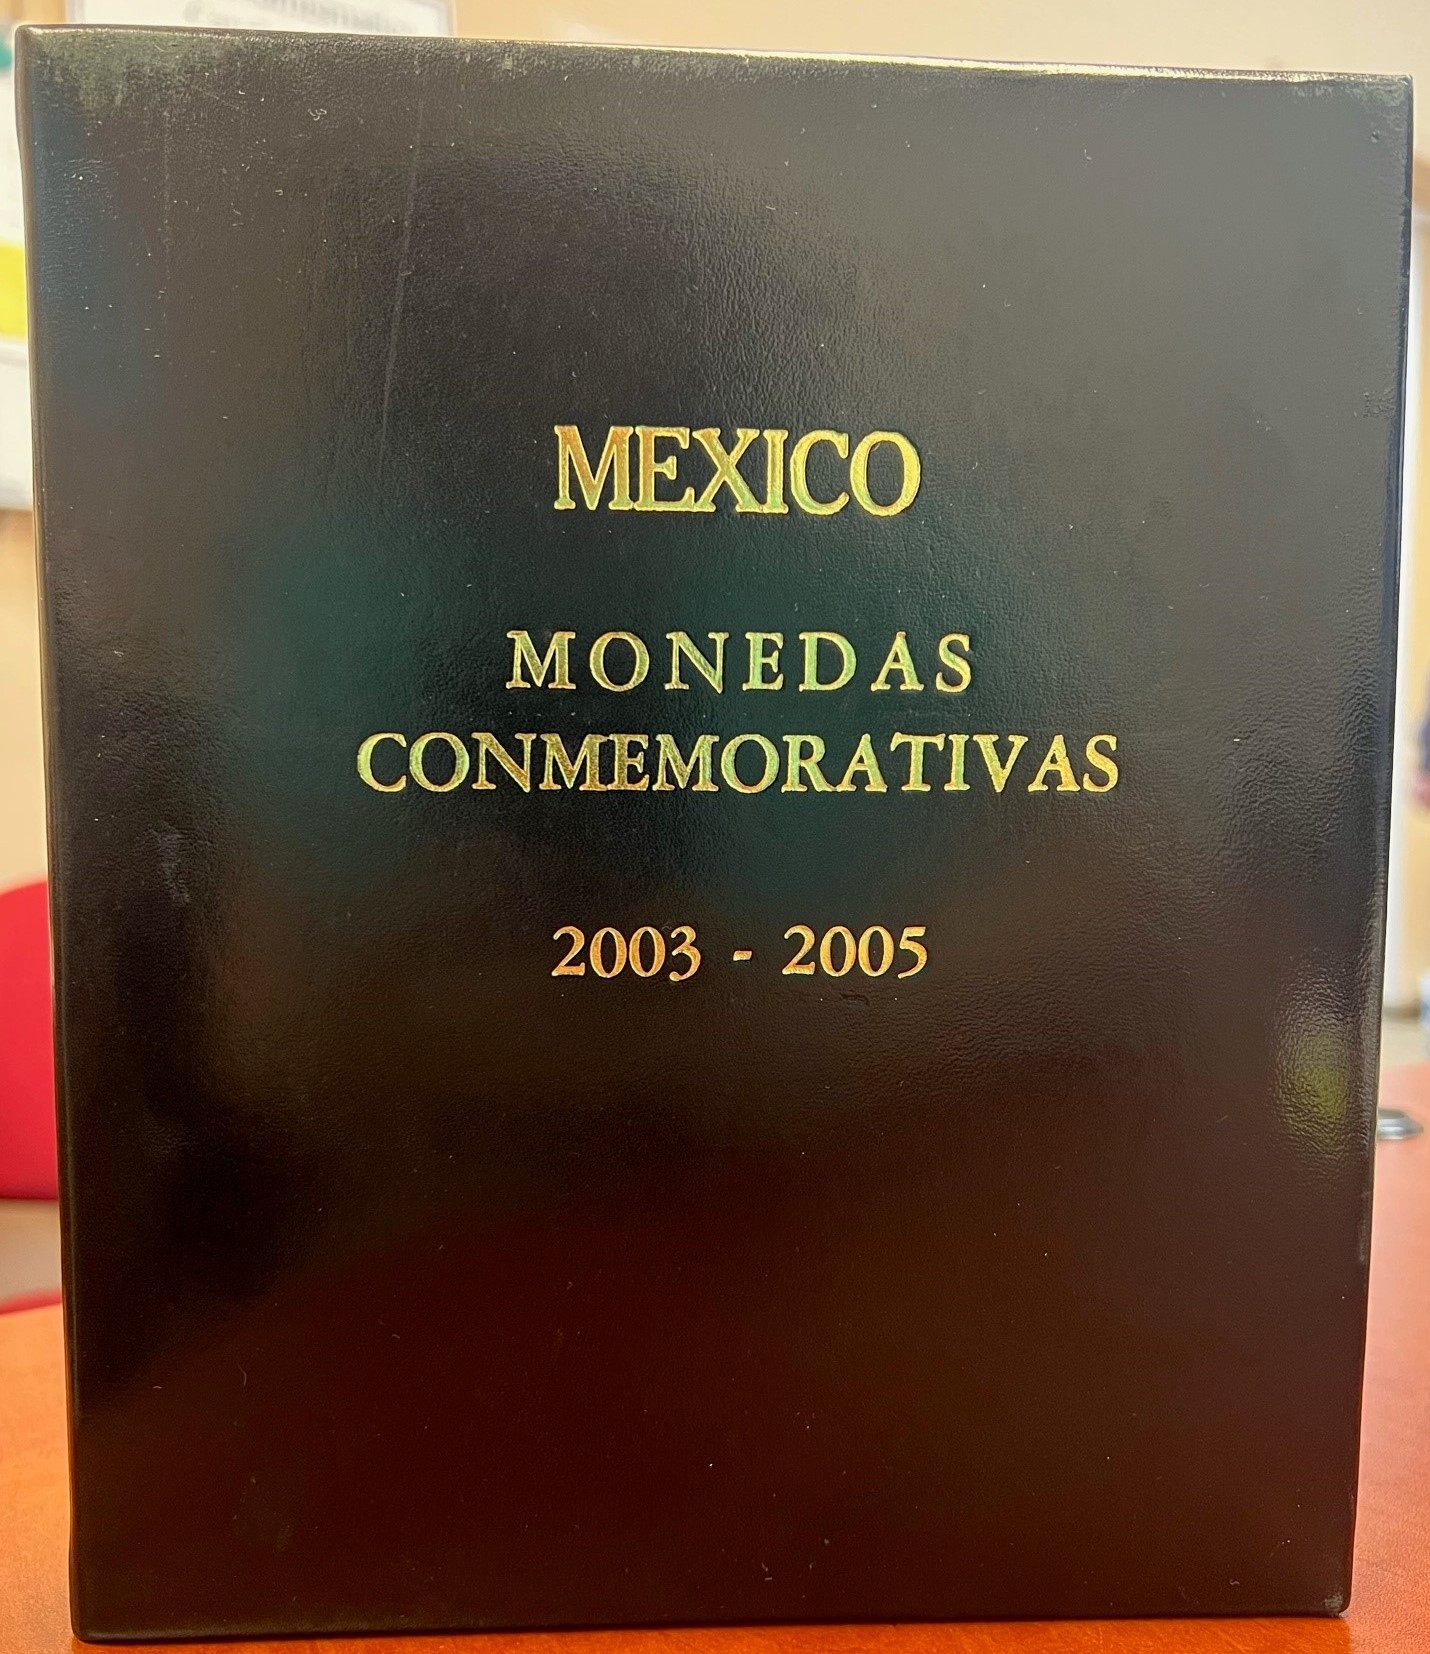 MEXICO
MONEDAS
CONMEMORATIVAS
2003 - 2005